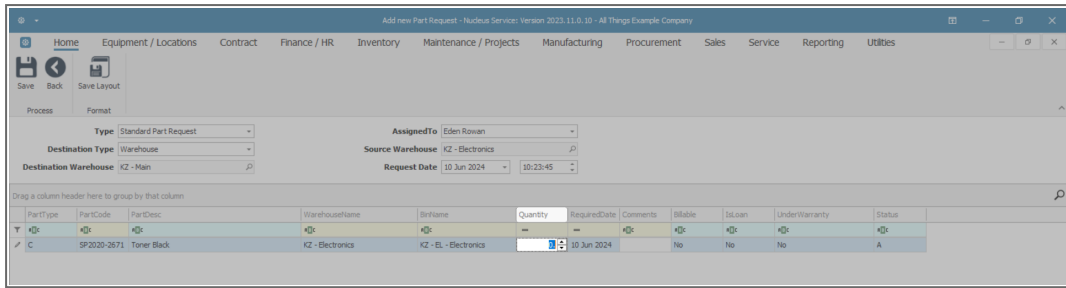 Add new Part Request - Nucleus Service: Version 2023.11.0.10 - All Things Example Company
Home Equipment / Locations Contract Finance / HR Inventory Maintenance / Projects Manufacturing Procurement Sales Service Reporting Utilities
Save Back Save Layout
Process Format
Type Standard Part Request AssignedTo Eden Rowan
Destination Type Warehouse Source Warehouse KZ - Electronics
Destination Warehouse KZ - Main Request Date 10 Jun 2024 10:23:45
Drag a column header here to group by that column
PartType PartCode PartDesc WarehouseName BinName Quantity RequiredDate Comments Billable IsLoan UnderWarranty Status
C SP2020-2671 Toner Black KZ - Electronics KZ - EL - Electronics 0. 10 Jun 2024 No No No A